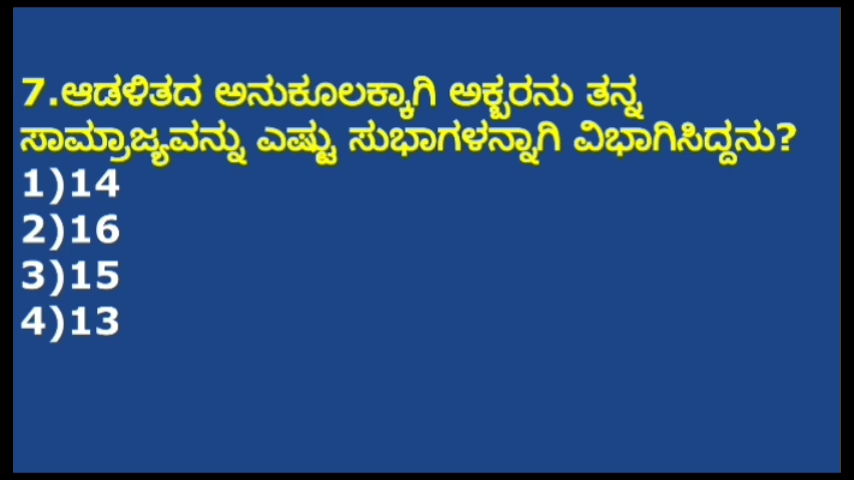 7.ಆಡಳಿತದ ಅನುಕೂಲಕ್ಕಾಗಿ ಅಕ್ಬರನು ತನ್ನ
ಸಾಮ್ರಾಜ್ಯವನ್ನು ಎಷ್ಟು ಸುಭಾಗಳನ್ನಾಗಿ ವಿಭಾಗಿಸಿದ್ದನು?
1)14
2)16
3)15
4)13